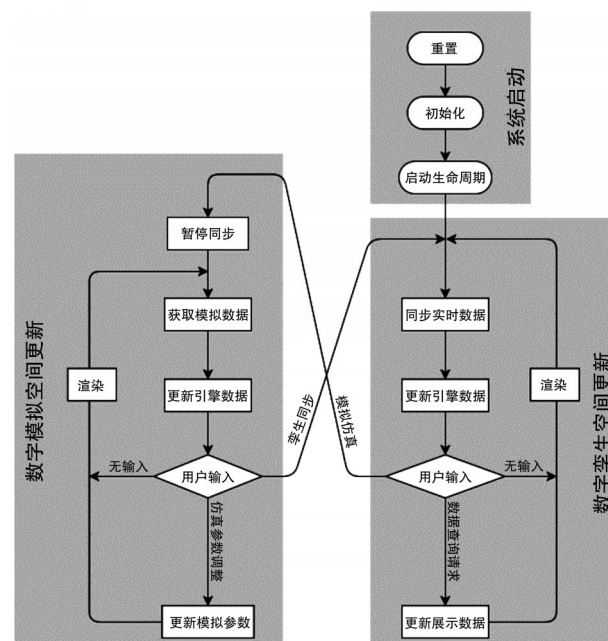 重置
初始化
启动生命周期
系统启动
暂停同步
获取模拟数据
更新引擎数据
渲染
用户输入
无输入
仿真参数调整
更新模拟参数
数字模拟空间更新
孪生同步
模拟仿真
同步实时数据
更新引擎数据
渲染
用户输入
无输入
数据查询请求
更新展示数据
数字孪生空间更新